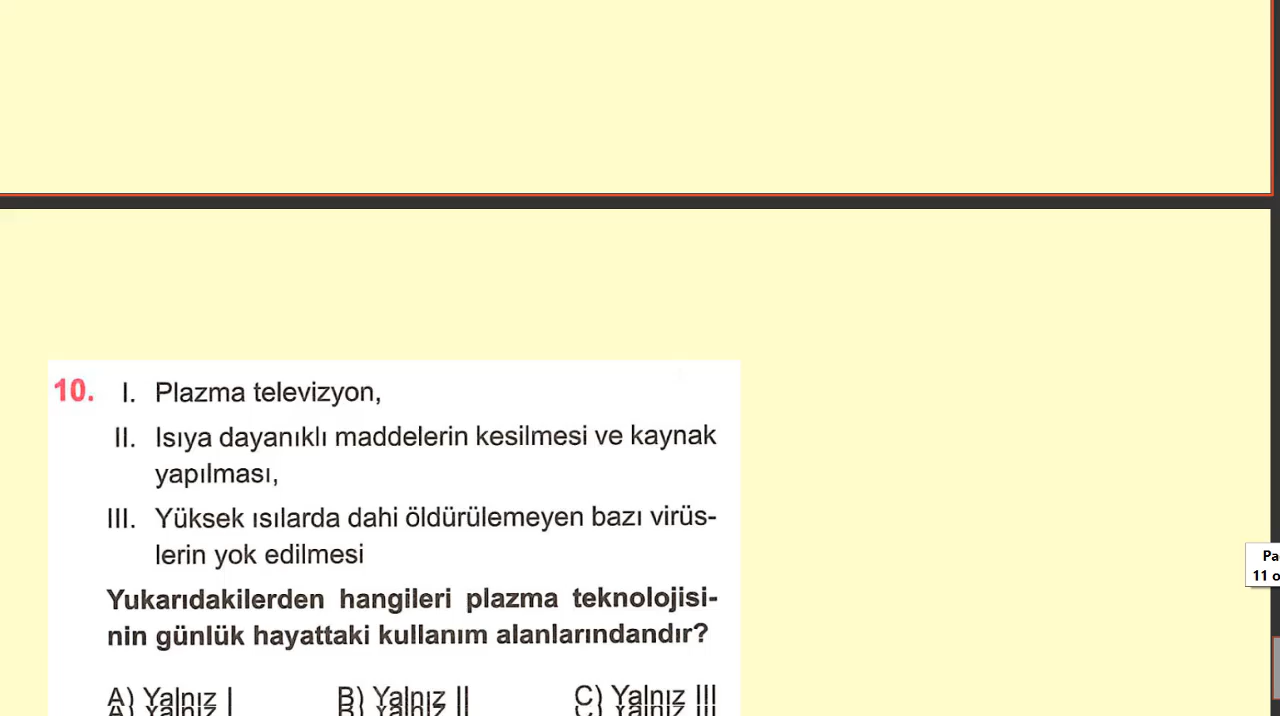 10. I. Plazma televizyon,
II. Isıya dayanıklı maddelerin kesilmesi ve kaynak
yapılması,
III. Yüksek ısılarda dahi öldürülemeyen bazı virüs-
lerin yok edilmesi
Yukarıdakilerden hangileri plazma teknolojisi-
nin günlük hayattaki kullanım alanlarındandır?
A) Yalnız I B) Yalnız II C) Yalnız III
11